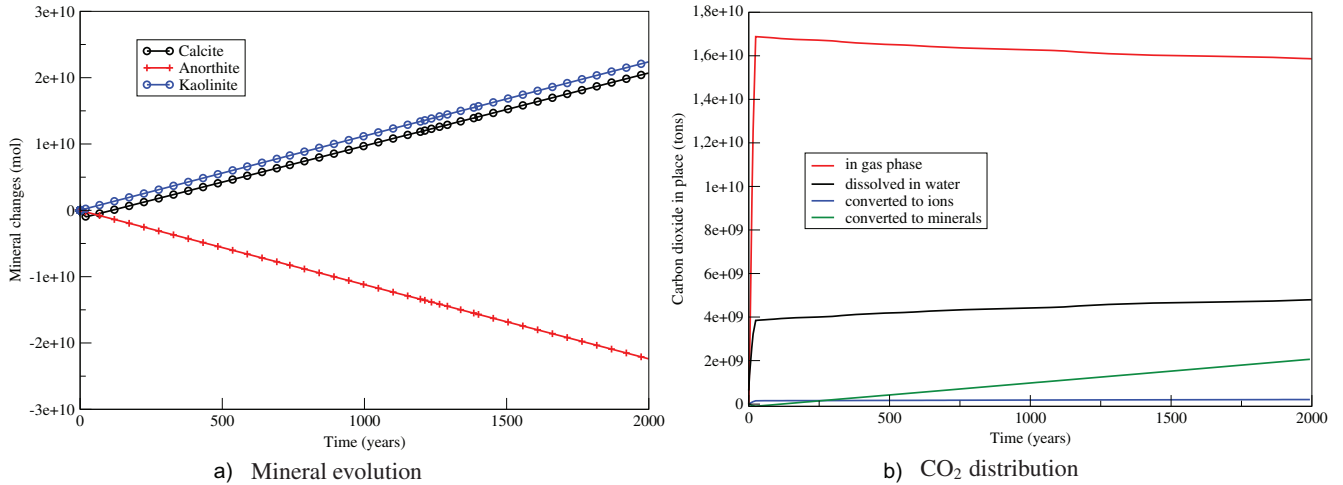 3e+10
2e+10
1e+10
0
-1e+10
-2e+10
-3e+10
Mineral changes (mol)
Calcite
Anorthite
Kaolinite
0
500
1000
1500
2000
Time (years)
a) Mineral evolution
1,8e+10
1,6e+10
1,4e+10
1,2e+10
1e+10
8e+09
6e+09
4e+09
2e+09
0
Carbon dioxide in place (tons)
in gas phase
dissolved in water
converted to ions
converted to minerals
0
500
1000
1500
2000
Time (years)
b) CO₂ distribution